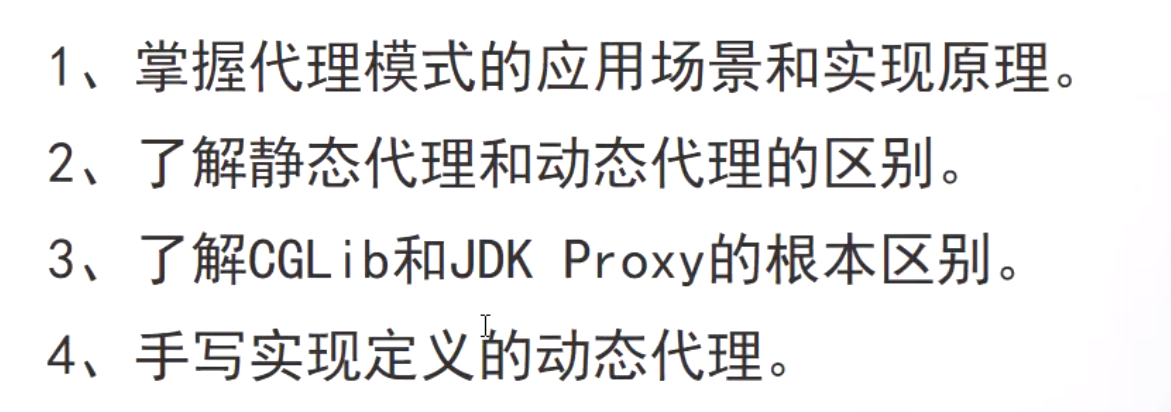 1、掌握代理模式的应用场景和实现原理。
2、了解静态代理和动态代理的区别。
3、了解CGLib和JDK Proxy的根本区别。
4、手写实现定义的动态代理。